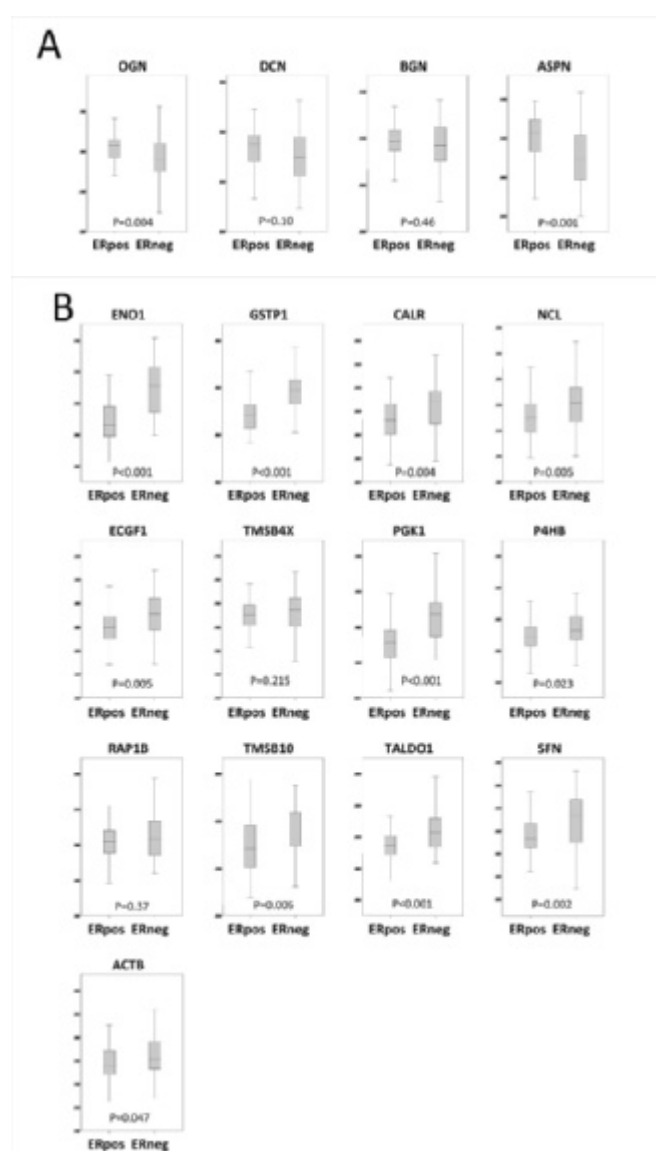 A
OGN DCN BGN ASPN
P=0.004 P=0.10 P=0.46 P=0.001
ERpos ERneg ERpos ERneg ERpos ERneg ERpos ERneg
B
ENO1 GSTP1 CALR NCL
P<0.001 P<0.001 P=0.004 P=0.005
ERpos ERneg ERpos ERneg ERpos ERneg ERpos ERneg
ECGF1 TMSB4X PGK1 P4HB
P=0.005 P=0.215 P<0.001 P=0.023
ERpos ERneg ERpos ERneg ERpos ERneg ERpos ERneg
RAP1B TMSB10 TALDO1 SFN
P=0.37 P=0.006 P<0.001 P=0.002
ERpos ERneg ERpos ERneg ERpos ERneg ERpos ERneg
ACTB
P=0.047
ERpos ERneg